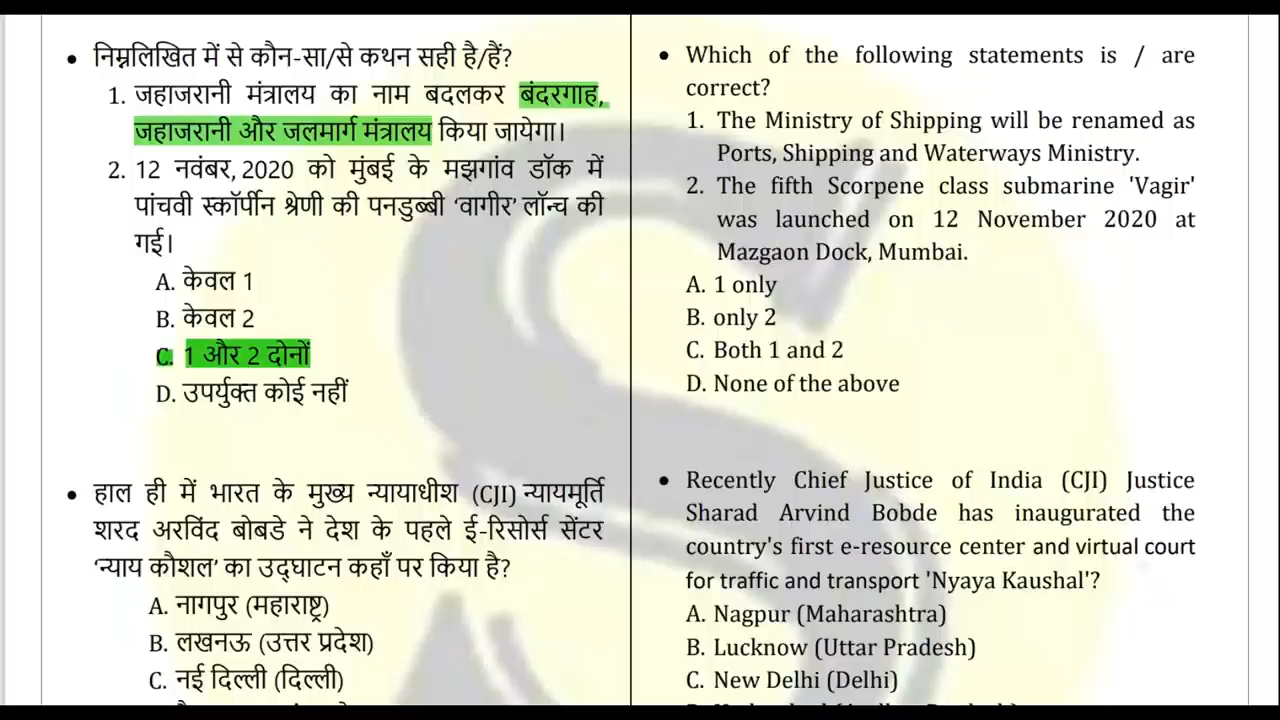 • निम्नलिखित में से कौन-सा/से कथन सही है/हैं?
1. जहाजरानी मंत्रालय का नाम बदलकर बंदरगाह,
जहाजरानी और जलमार्ग मंत्रालय किया जायेगा।
2. 12 नवंबर, 2020 को मुंबई के मझगांव डॉक में
पांचवी स्कॉर्पीन श्रेणी की पनडुब्बी ‘वागीर’ लॉन्च की
गई।
A. केवल 1
B. केवल 2
C. 1 और 2 दोनों
D. उपर्युक्त कोई नहीं
• हाल ही में भारत के मुख्य न्यायाधीश (CJI) न्यायमूर्ति
शरद अरविंद बोबडे ने देश के पहले ई-रिसोर्स सेंटर
‘न्याय कौशल’ का उद्घाटन कहाँ पर किया है?
A. नागपुर (महाराष्ट्र)
B. लखनऊ (उत्तर प्रदेश)
C. नई दिल्ली (दिल्ली)
• Which of the following statements is / are
correct?
1. The Ministry of Shipping will be renamed as
Ports, Shipping and Waterways Ministry.
2. The fifth Scorpene class submarine 'Vagir'
was launched on 12 November 2020 at
Mazgaon Dock, Mumbai.
A. 1 only
B. only 2
C. Both 1 and 2
D. None of the above
• Recently Chief Justice of India (CJI) Justice
Sharad Arvind Bobde has inaugurated the
country's first e-resource center and virtual court
for traffic and transport 'Nyaya Kaushal'?
A. Nagpur (Maharashtra)
B. Lucknow (Uttar Pradesh)
C. New Delhi (Delhi)